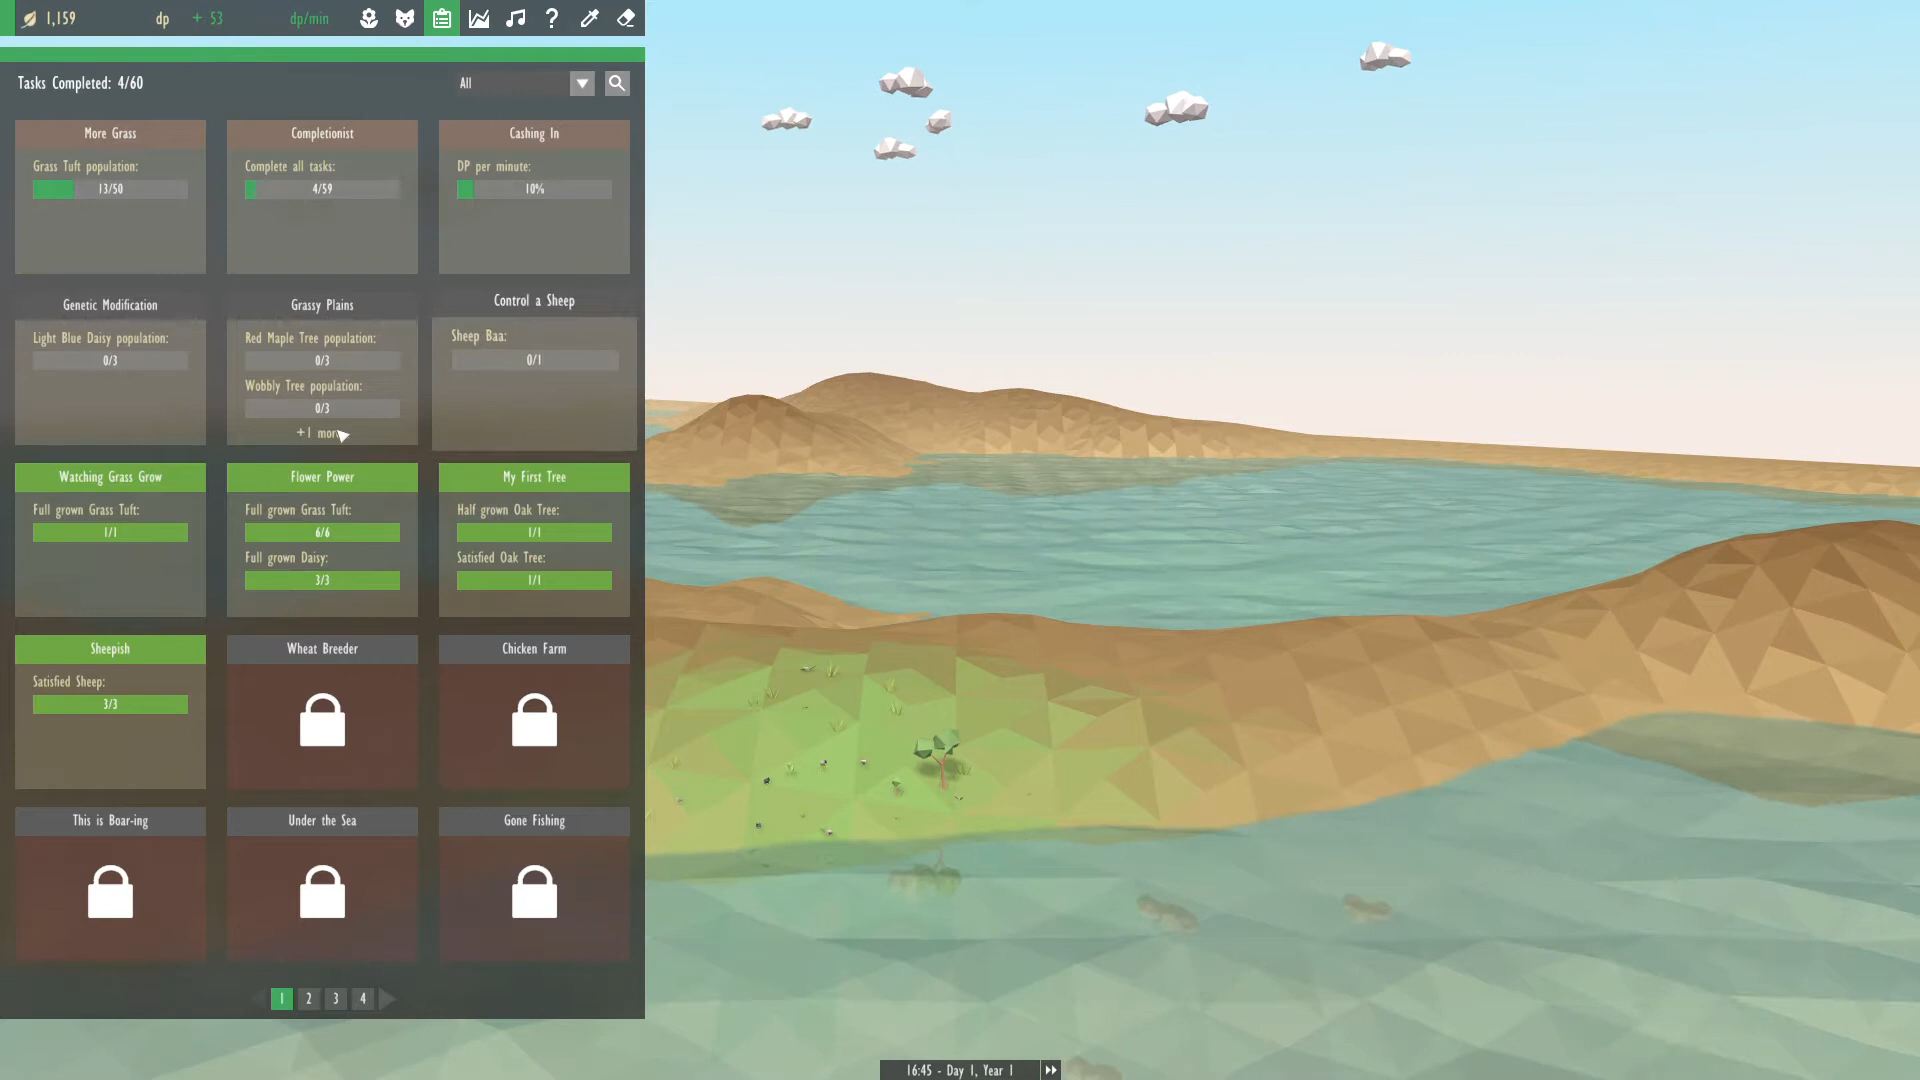 1,159 dp + 53 dp/min
Tasks Completed: 4/60
All
More Grass
Grass Tuft population:
13/50
Completionist
Complete all tasks:
4/59
Cashing In
DP per minute:
10%
Genetic Modification
Light Blue Daisy population:
0/3
Grassy Plains
Red Maple Tree population:
0/3
Wobbly Tree population:
0/3
+1 more
Control a Sheep
Sheep Baa:
0/1
Watching Grass Grow
Full grown Grass Tuft:
1/1
Flower Power
Full grown Grass Tuft:
6/6
Full grown Daisy:
3/3
My First Tree
Half grown Oak Tree:
1/1
Satisfied Oak Tree:
1/1
Sheepish
Satisfied Sheep:
3/3
Wheat Breeder
Chicken Farm
This is Boar-ing
Under the Sea
Gone Fishing
1 2 3 4
16:45 - Day 1, Year 1